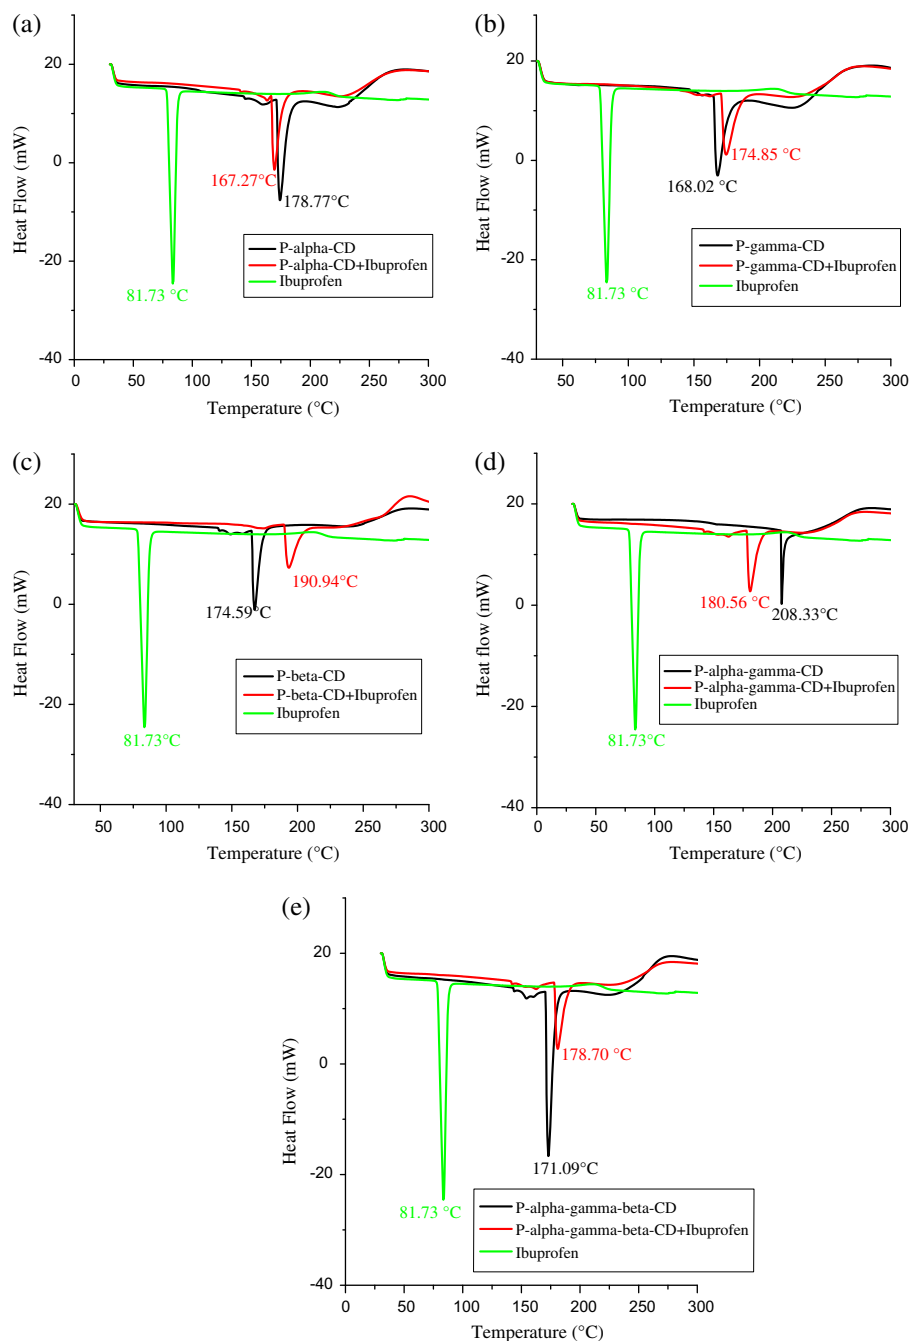 (a)
20
0
-20
-40
Heat Flow (mW)
167.27°C
178.77°C
P-alpha-CD
P-alpha-CD+Ibuprofen
Ibuprofen
81.73 °C
0 50 100 150 200 250 300
Temperature (°C)
(b)
20
0
-20
-40
Heat Flow (mW)
174.85 °C
168.02 °C
P-gamma-CD
P-gamma-CD+Ibuprofen
Ibuprofen
81.73 °C
50 100 150 200 250 300
Temperature (°C)
(c)
20
0
-20
-40
Heat Flow (mW)
190.94°C
174.59°C
P-beta-CD
P-beta-CD+Ibuprofen
Ibuprofen
81.73°C
50 100 150 200 250 300
Temperature (°C)
(d)
20
0
-20
-40
Heat flow (mW)
180.56 °C
208.33°C
P-alpha-gamma-CD
P-alpha-gamma-CD+Ibuprofen
Ibuprofen
81.73°C
0 50 100 150 200 250 300
Temperature (°C)
(e)
20
0
-20
-40
Heat Flow (mW)
178.70 °C
171.09°C
81.73 °C
P-alpha-gamma-beta-CD
P-alpha-gamma-beta-CD+Ibuprofen
Ibuprofen
0 50 100 150 200 250 300
Temperature (°C)